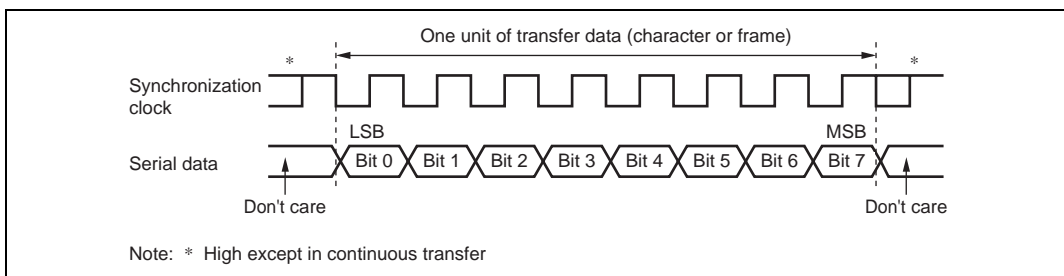 One unit of transfer data (character or frame)
* *
Synchronization
clock
LSB MSB
Serial data Bit 0 Bit 1 Bit 2 Bit 3 Bit 4 Bit 5 Bit 6 Bit 7
Don't care Don't care
Note: * High except in continuous transfer